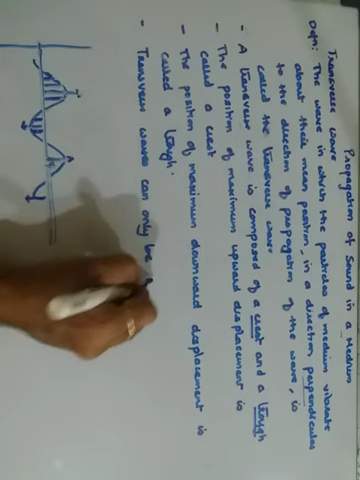 Propagation of Sound in a Medium
Transverse wave
Defn: The wave in which the particles of medium vibrate
about their mean position, in a direction perpendicular
to the direction of propagation of the wave, is
called the transverse wave.
- A transverse wave is composed of a crest and a trough
- The position of maximum upward displacement is
called a crest
- The position of maximum downward displacement is
called a trough.
- Transverse waves can only be